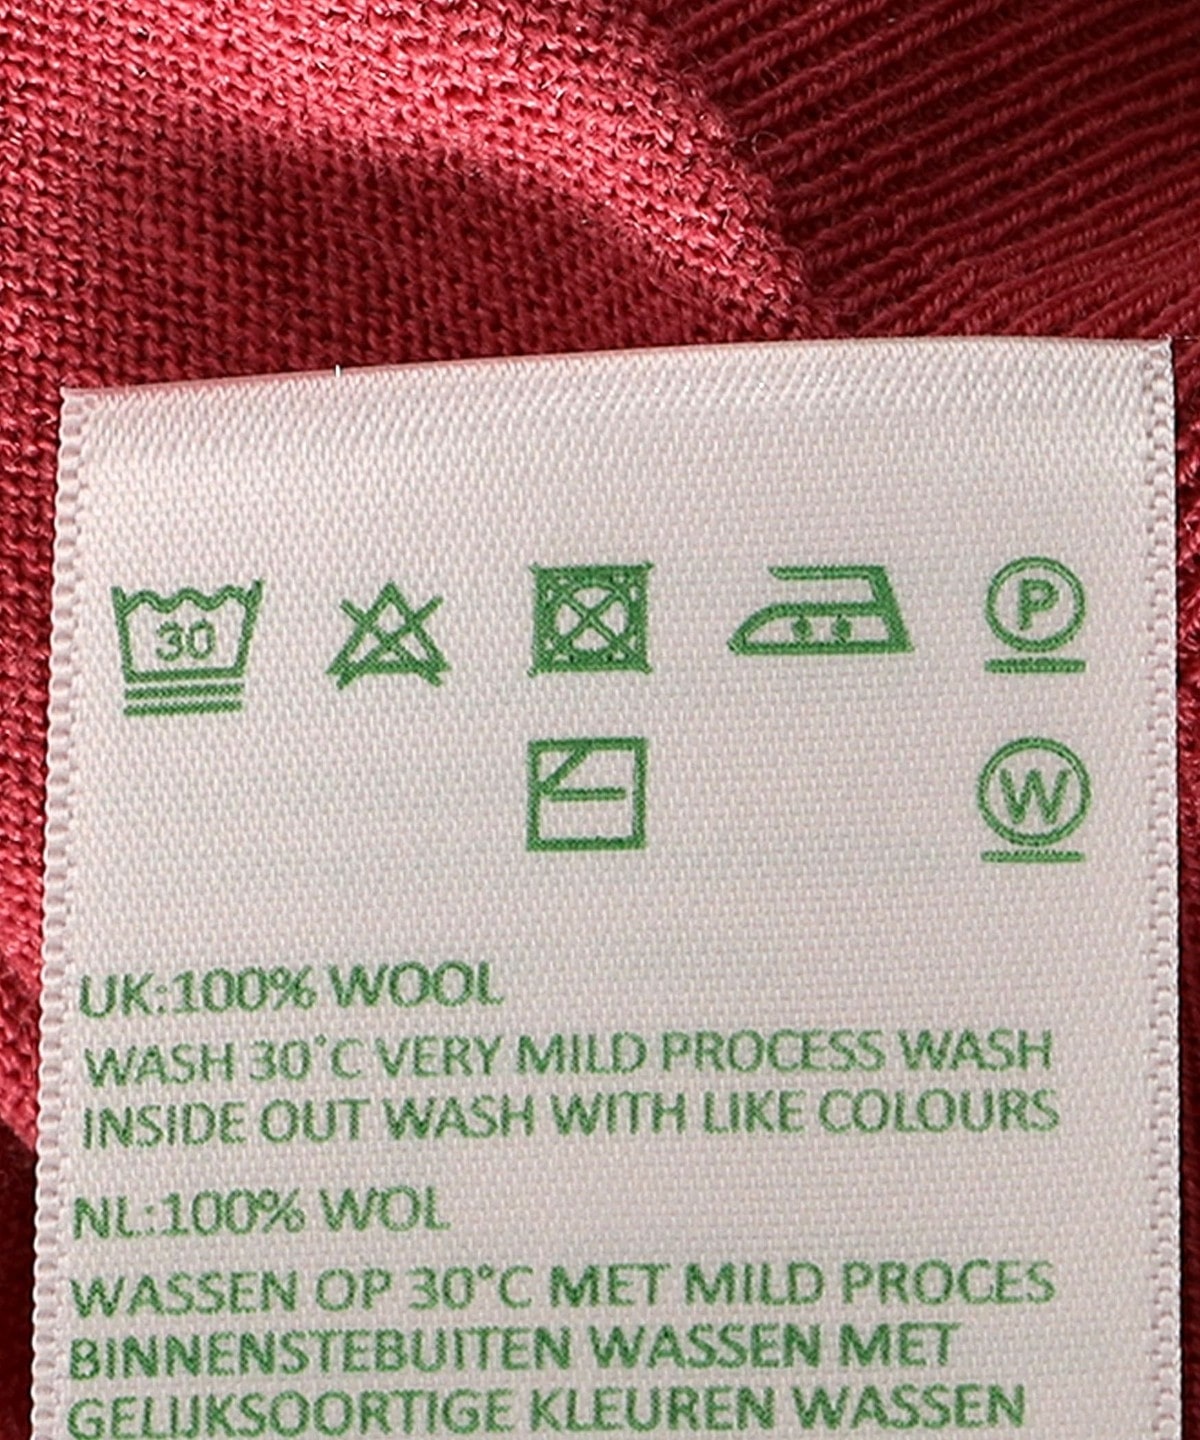 30
P
W
UK:100% WOOL
WASH 30°C VERY MILD PROCESS WASH
INSIDE OUT WASH WITH LIKE COLOURS
NL:100% WOL
WASSEN OP 30°C MET MILD PROCES
BINNENSTEBUITEN WASSEN MET
GELIJKSOORTIGE KLEUREN WASSEN